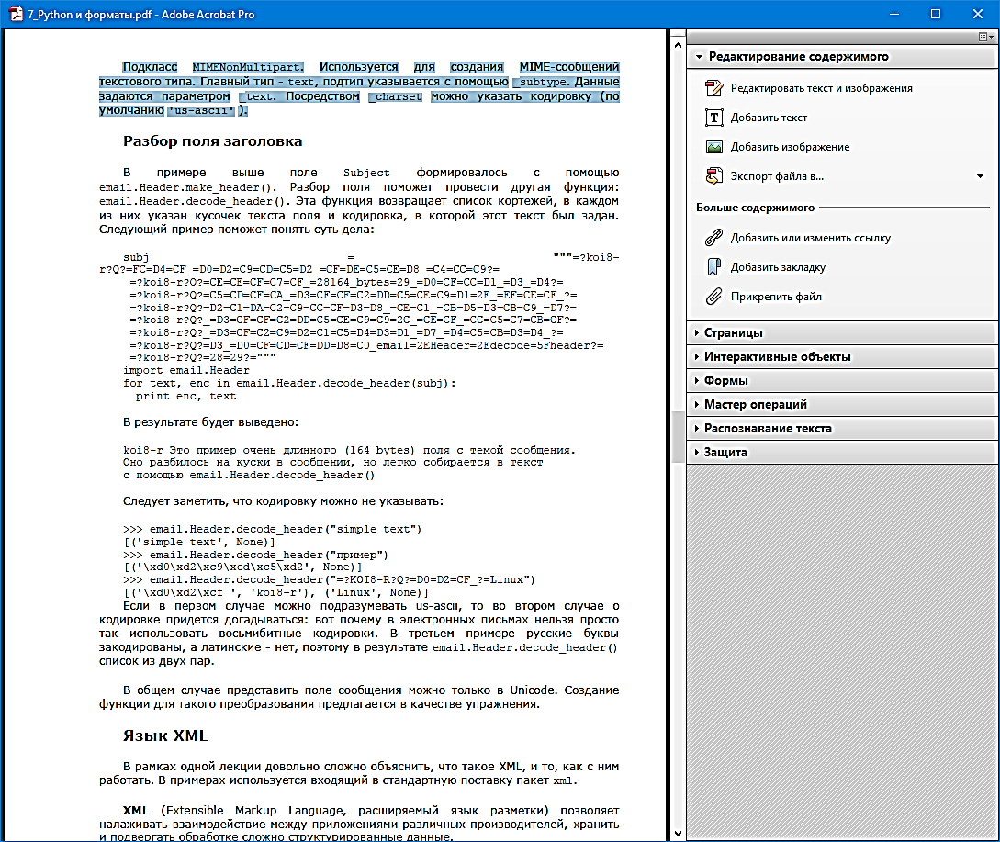 7_Python и форматы.pdf - Adobe Acrobat Pro
Подкласс MIMENonMultipart. Используется для создания MIME-сообщений
текстового типа. Главный тип - text, подтип указывается с помощью _subtype. Данные
задаются параметром _text. Посредством _charset можно указать кодировку (по
умолчанию 'us-ascii').
Разбор поля заголовка
В примере выше поле Subject формировалось с помощью
email.Header.make_header(). Разбор поля поможет провести другая функция:
email.Header.decode_header(). Эта функция возвращает список кортежей, в каждом
из них указан кусочек текста поля и кодировка, в которой этот текст был задан.
Следующий пример поможет понять суть дела:
subj = """=?koi8-
r?Q?=FC=D4=CF_=D0=D2=C9=CD=C5=D2_=CF=DE=C5=CE=D8_=C4=CC=C9?=
=?koi8-r?Q?=CE=CE=CF=C7=CF_=28164_bytes=29_=D0=CF=CC=D1_=D3_=D4?=
=?koi8-r?Q?=C5=CD=CF=CA_=D3=CF=CF=C2=DD=C5=CE=C9=D1=2E_=EF=CE=CF_?=
=?koi8-r?Q?=D2=C1=DA=C2=C9=CC=CF=D3=D8_=CE=C1_=CB=D5=D3=CB=C9_=D7?=
=?koi8-r?Q?_=D3=CF=CF=C2=DD=C5=CE=C9=C9=2C_=CE=CF_=CC=C5=C7=CB=CF?=
=?koi8-r?Q?_=D3=CF=C2=C9=D2=C1=C5=D4=D3=D1_=D7_=D4=C5=CB=D3=D4_?=
=?koi8-r?Q?=D3_=D0=CF=CD=CF=DD=D8=C0_email=2EHeader=2Edecode=5Fheader?=
=?koi8-r?Q?=28=29?="""
import email.Header
for text, enc in email.Header.decode_header(subj):
print enc, text
В результате будет выведено:
koi8-r Это пример очень длинного (164 bytes) поля с темой сообщения.
Оно разбилось на куски в сообщении, но легко собирается в текст
с помощью email.Header.decode_header()
Следует заметить, что кодировку можно не указывать:
>>> email.Header.decode_header("simple text")
[('simple text', None)]
>>> email.Header.decode_header("пример")
[('\xd0\xd2\xc9\xcd\xc5\xd2', None)]
>>> email.Header.decode_header("=?KOI8-R?Q?=D0=D2=CF_?=Linux")
[('\xd0\xd2\xcf ', 'koi8-r'), ('Linux', None)]
Если в первом случае можно подразумевать us-ascii, то во втором случае о
кодировке придется догадываться: вот почему в электронных письмах нельзя просто
так использовать восьмибитные кодировки. В третьем примере русские буквы
закодированы, а латинские - нет, поэтому в результате email.Header.decode_header()
список из двух пар.
В общем случае представить поле сообщения можно только в Unicode. Создание
функции для такого преобразования предлагается в качестве упражнения.
Язык XML
В рамках одной лекции довольно сложно объяснить, что такое XML, и то, как с ним
работать. В примерах используется входящий в стандартную поставку пакет xml.
XML (Extensible Markup Language, расширяемый язык разметки) позволяет
налаживать взаимодействие между приложениями различных производителей, хранить
и подвергать обработке сложно структурированные данные.
Редактирование содержимого
Редактировать текст и изображения
Добавить текст
Добавить изображение
Экспорт файла в...
Больше содержимого
Добавить или изменить ссылку
Добавить закладку
Прикрепить файл
Страницы
Интерактивные объекты
Формы
Мастер операций
Распознавание текста
Защита